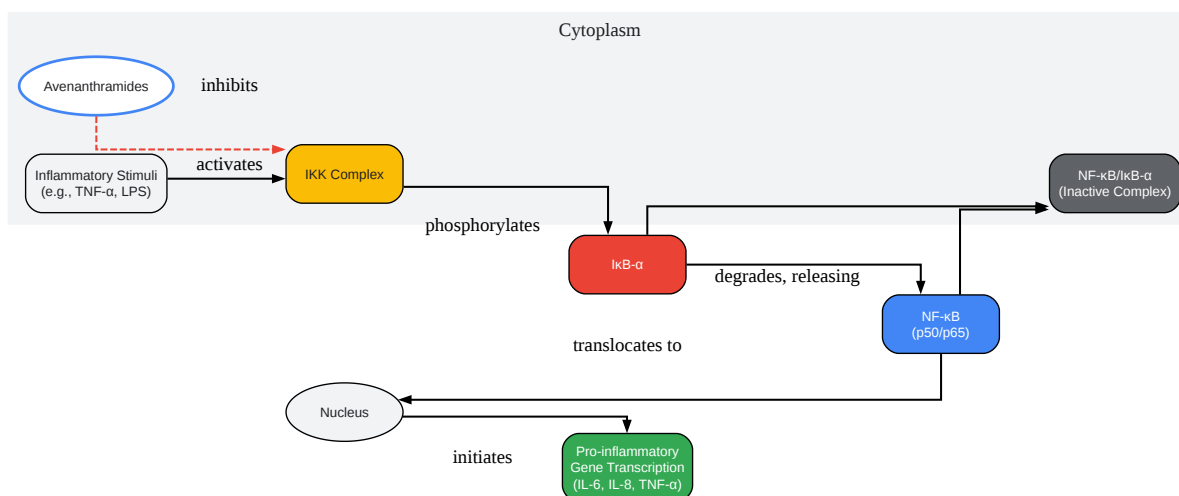 Cytoplasm
Avenanthramides
inhibits
activates
Inflammatory Stimuli
(e.g., TNF-α, LPS)
IKK Complex
NF-κB/IκB-α
(Inactive Complex)
phosphorylates
IκB-α
degrades, releasing
NF-κB
(p50/p65)
translocates to
Nucleus
initiates
Pro-inflammatory
Gene Transcription
(IL-6, IL-8, TNF-α)